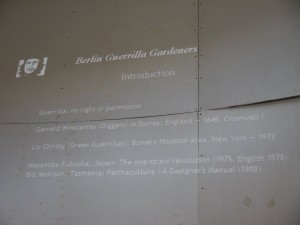 Berlin Guerrilla Gardeners
Introduction
Guerrilla: no right or permission
Gerrard Winstanley (Diggers) in Surrey, England - 1649, (Cromwell)
Liz Christy (Green Guerrillas), Bowery Houston area, New York - 1973
Masanobu Fukuoka, Japan: The one-straw revolution (1975, English 1978)
Bill Mollison, Tasmania: Permaculture - A Designer's Manual (1988)